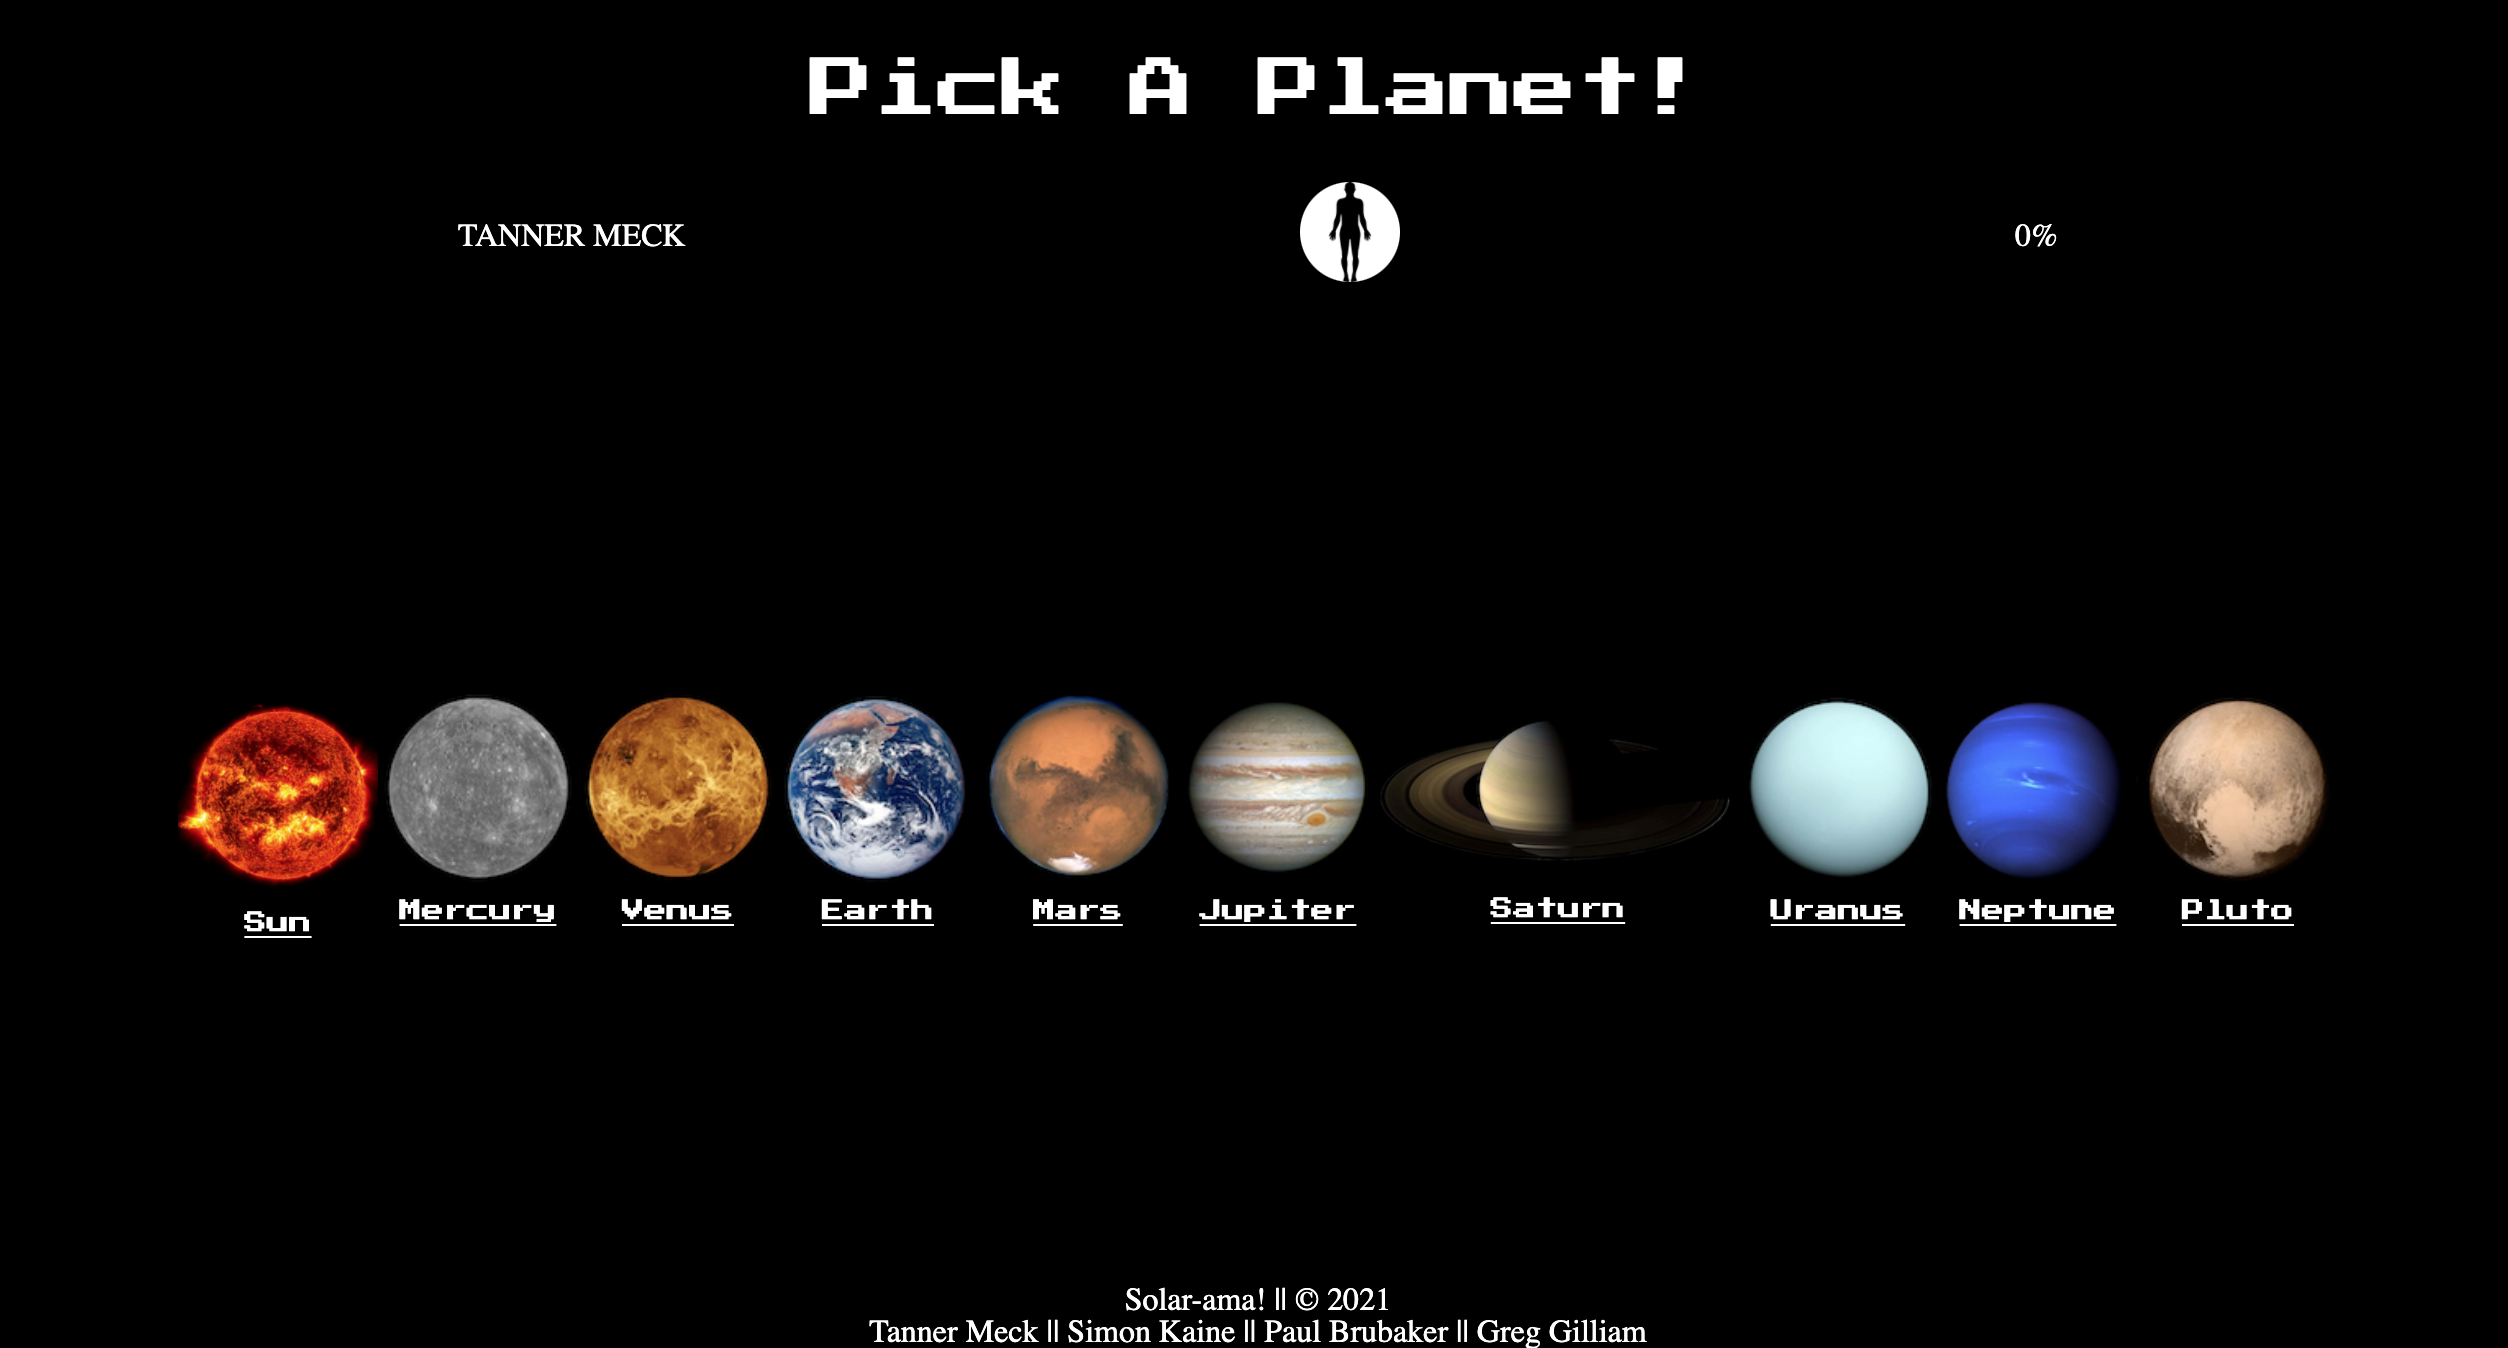 Pick A Planet!
TANNER MECK 0%
Sun Mercury Venus Earth Mars Jupiter Saturn Uranus Neptune Pluto
Solar-ama! || © 2021
Tanner Meck || Simon Kaine || Paul Brubaker || Greg Gilliam